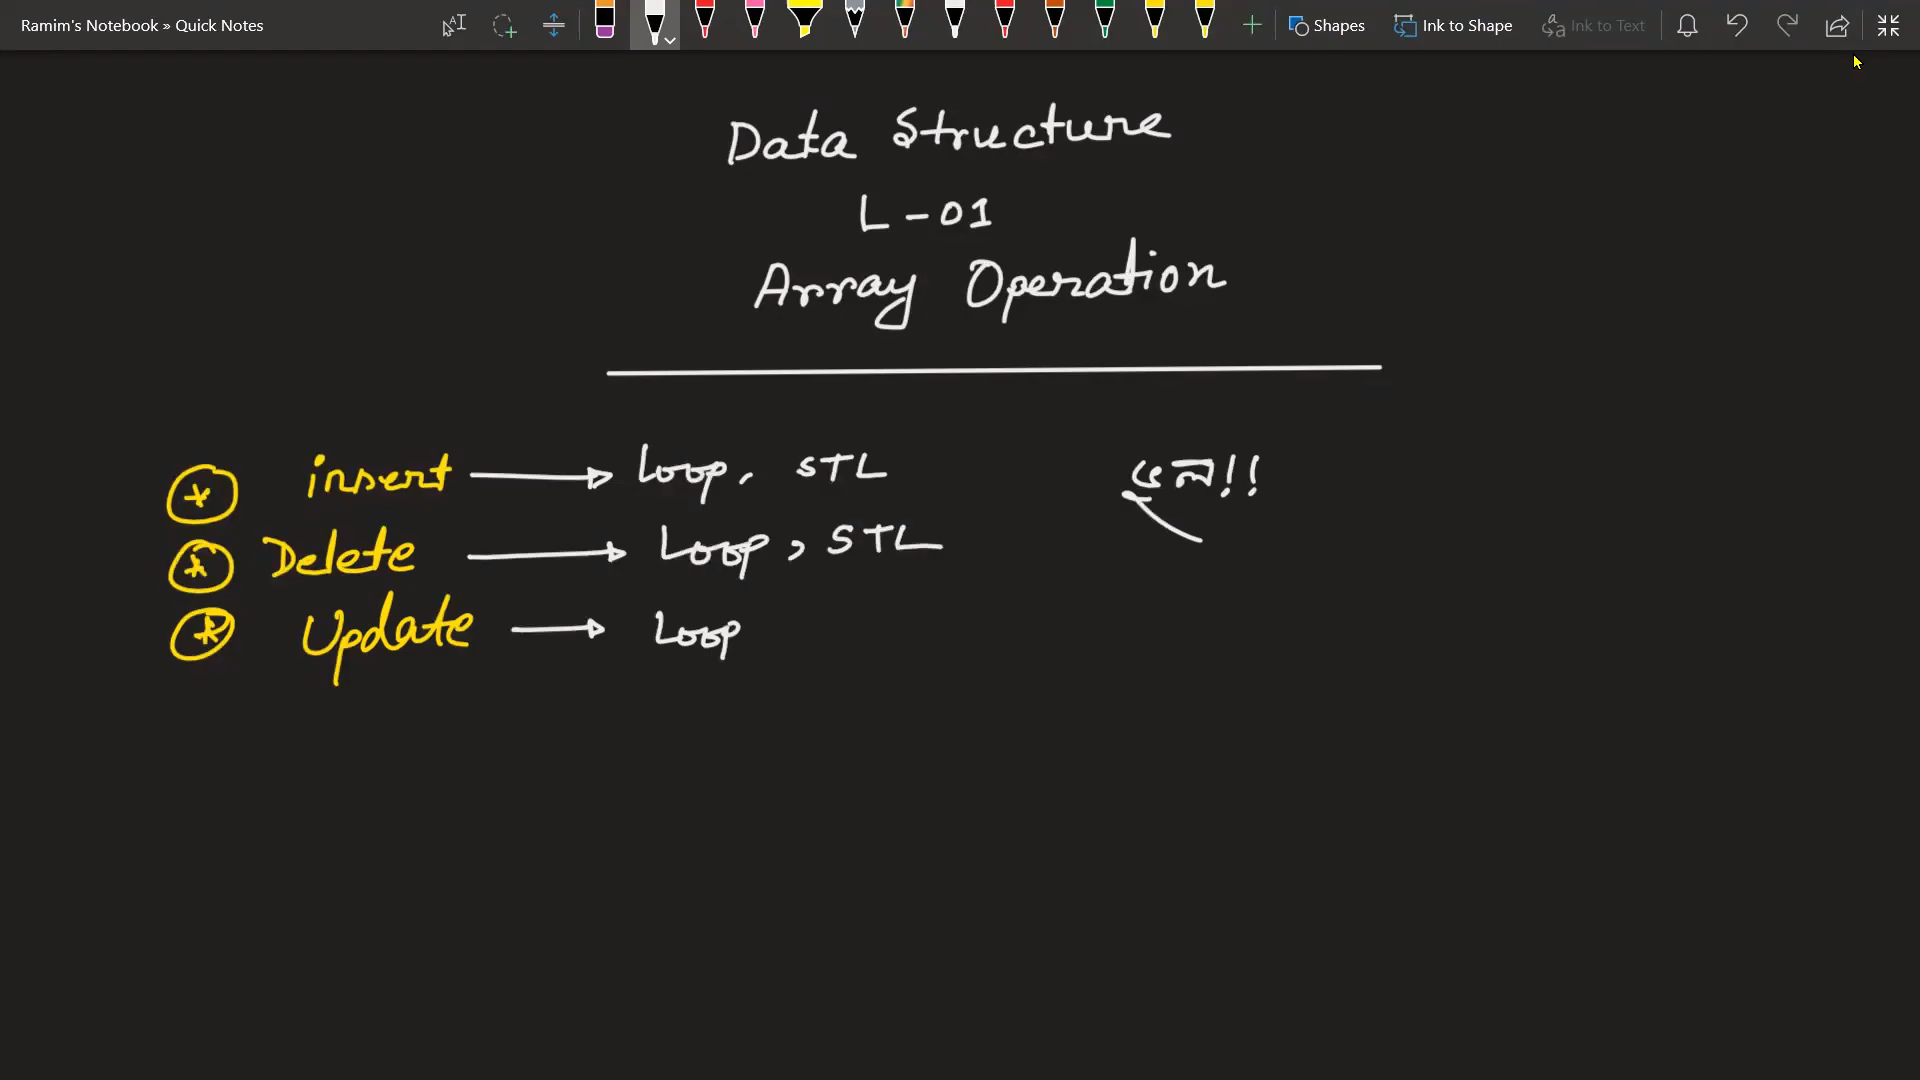 Ramim's Notebook » Quick Notes
Shapes
Ink to Shape
Ink to Text
Data Structure
L-01
Array Operation
insert → Loop, STL
ভুল!!
Delete → Loop, STL
Update → Loop